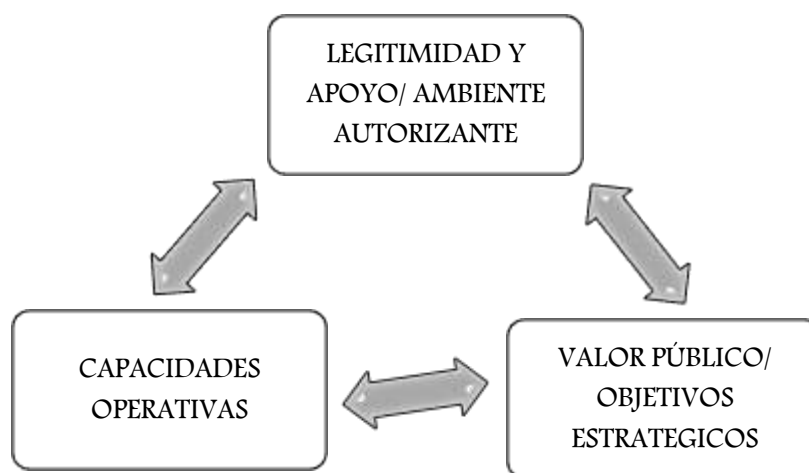 LEGITIMIDAD Y
APOYO/ AMBIENTE
AUTORIZANTE
CAPACIDADES
OPERATIVAS
VALOR PÚBLICO/
OBJETIVOS
ESTRATEGICOS